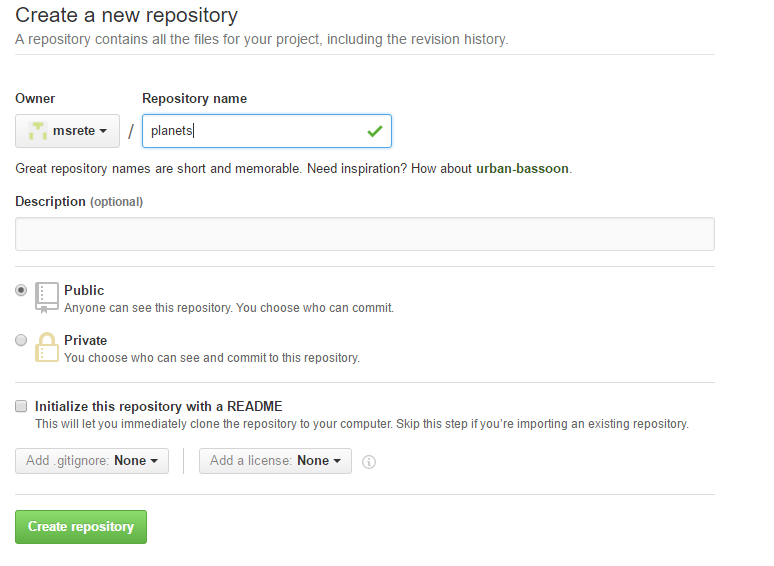 Create a new repository
A repository contains all the files for your project, including the revision history.
Owner
Repository name
msrete
/
planets
Great repository names are short and memorable. Need inspiration? How about urban-bassoon.
Description (optional)
Public
Anyone can see this repository. You choose who can commit.
Private
You choose who can see and commit to this repository.
Initialize this repository with a README
This will let you immediately clone the repository to your computer. Skip this step if you're importing an existing repository.
Add .gitignore: None
Add a license: None
Create repository